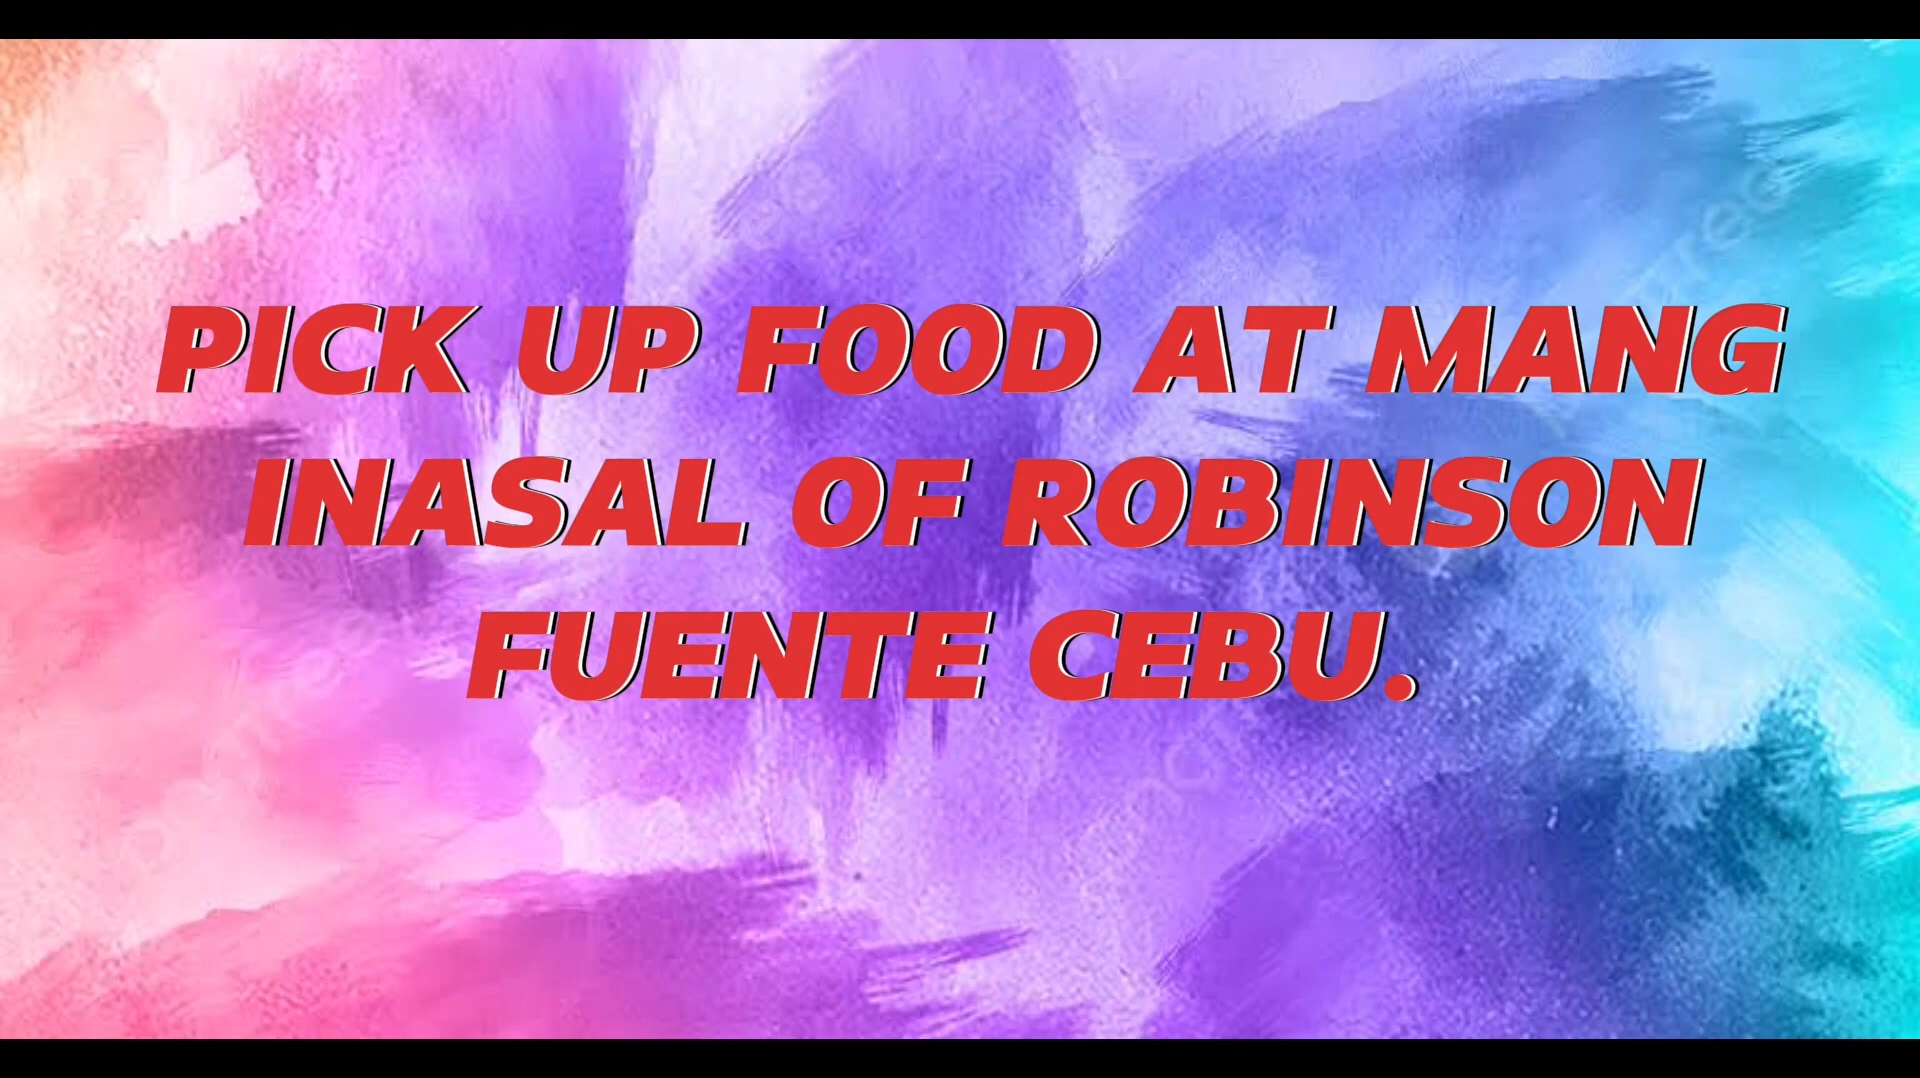 PICK UP FOOD AT MANG
INASAL OF ROBINSON
FUENTE CEBU.